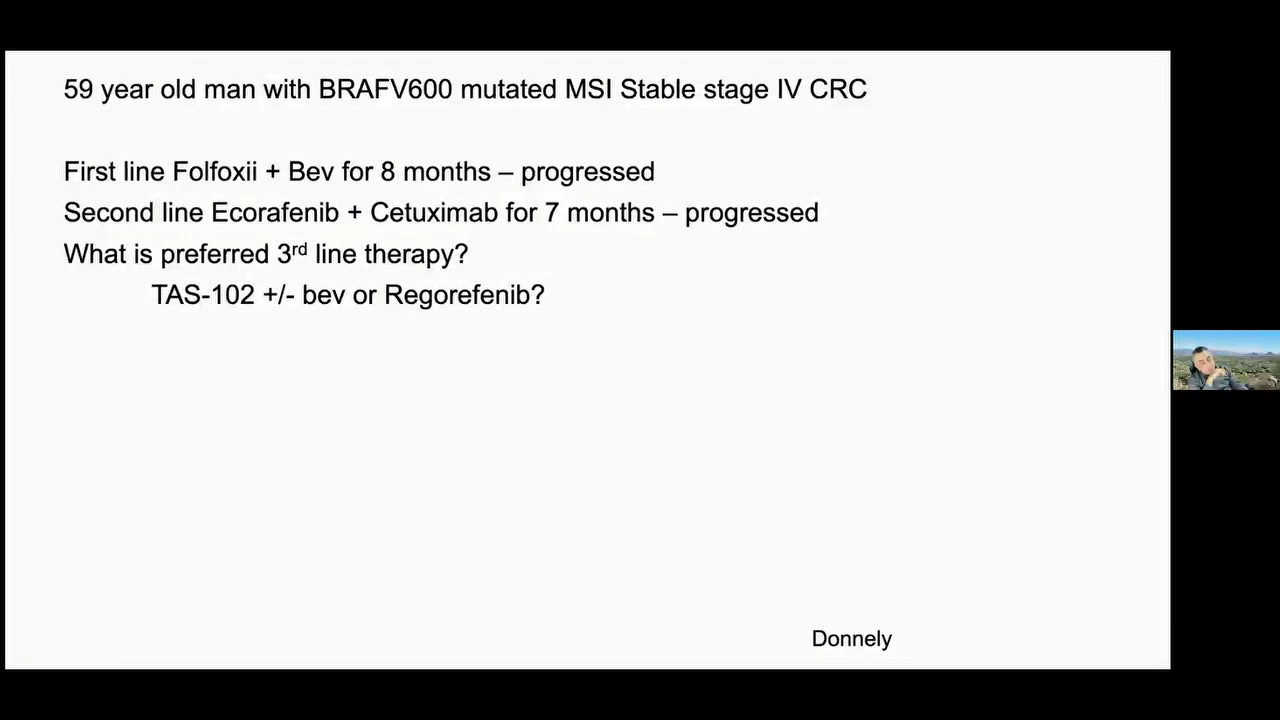 59 year old man with BRAFV600 mutated MSI Stable stage IV CRC
First line Folfoxii + Bev for 8 months – progressed
Second line Ecorafenib + Cetuximab for 7 months – progressed
What is preferred 3rd line therapy?
TAS-102 +/- bev or Regorefenib?
Donnely